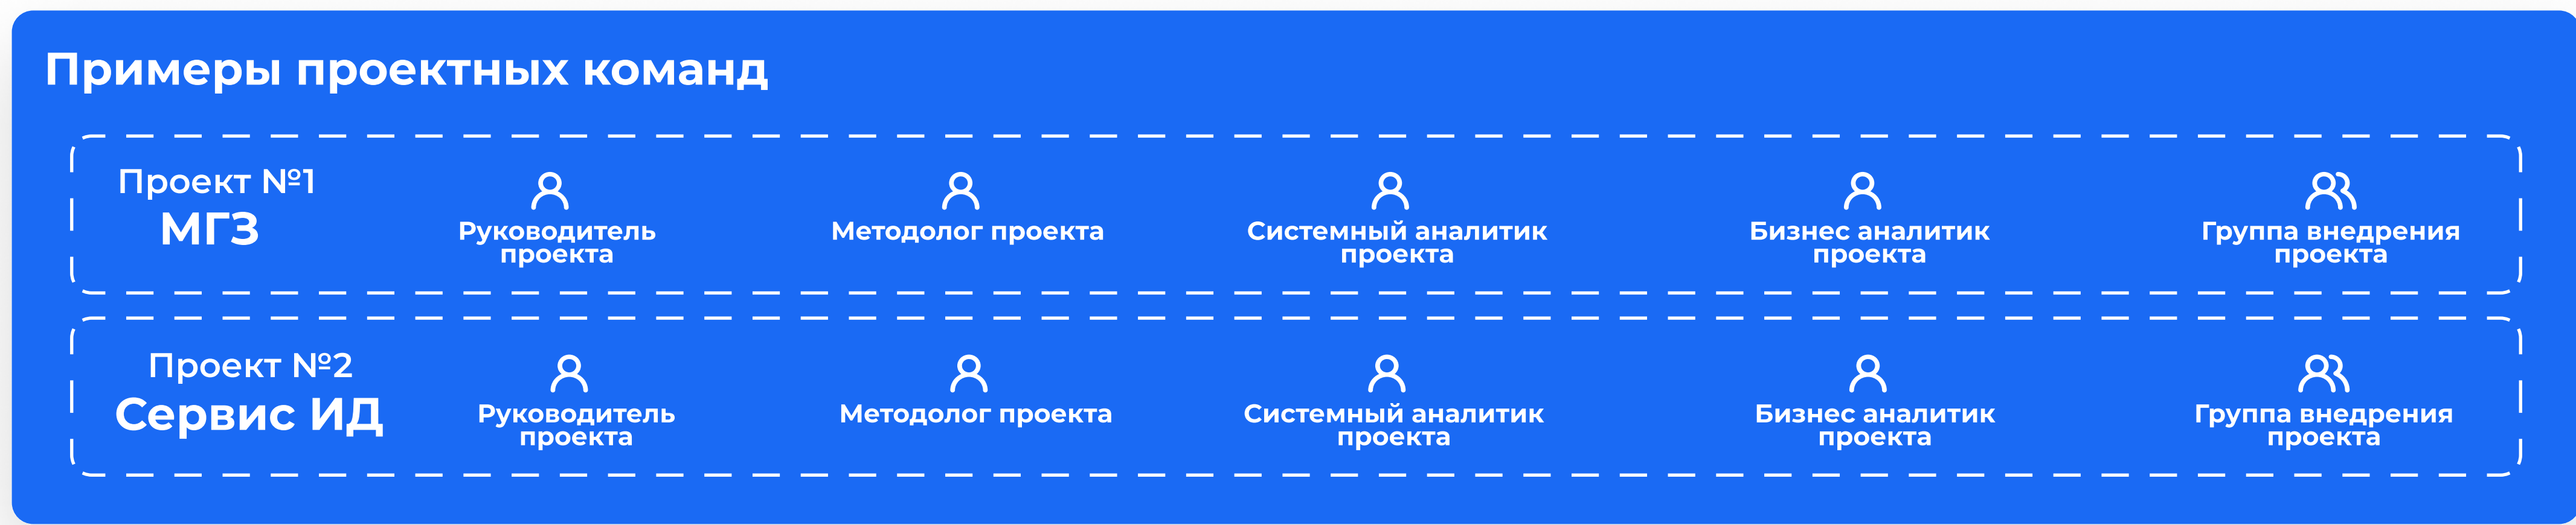 Примеры проектных команд
Проект №1
МГЗ
Руководитель
проекта
Методолог проекта
Системный аналитик
проекта
Бизнес аналитик
проекта
Группа внедрения
проекта
Проект №2
Сервис ИД
Руководитель
проекта
Методолог проекта
Системный аналитик
проекта
Бизнес аналитик
проекта
Группа внедрения
проекта